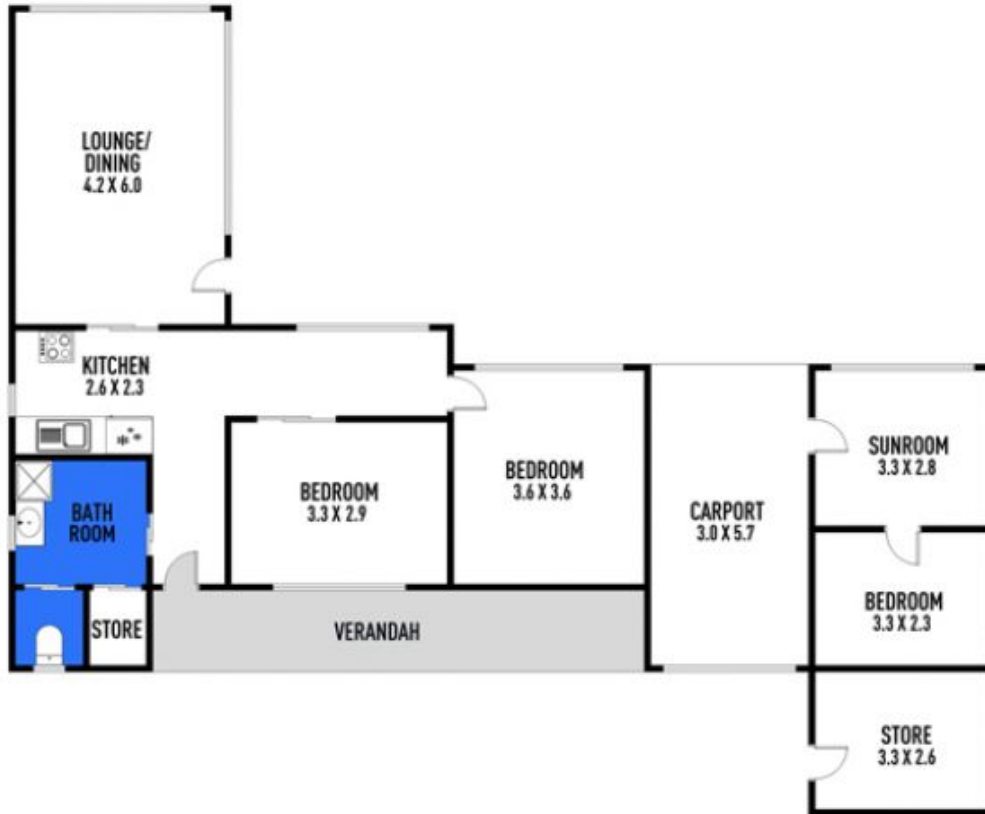 LOUNGE/
DINING
4.2 X 6.0
KITCHEN
2.6 X 2.3
BATH
ROOM
STORE
BEDROOM
3.3 X 2.9
BEDROOM
3.6 X 3.6
VERANDAH
CARPORT
3.0 X 5.7
SUNROOM
3.3 X 2.8
BEDROOM
3.3 X 2.3
STORE
3.3 X 2.6